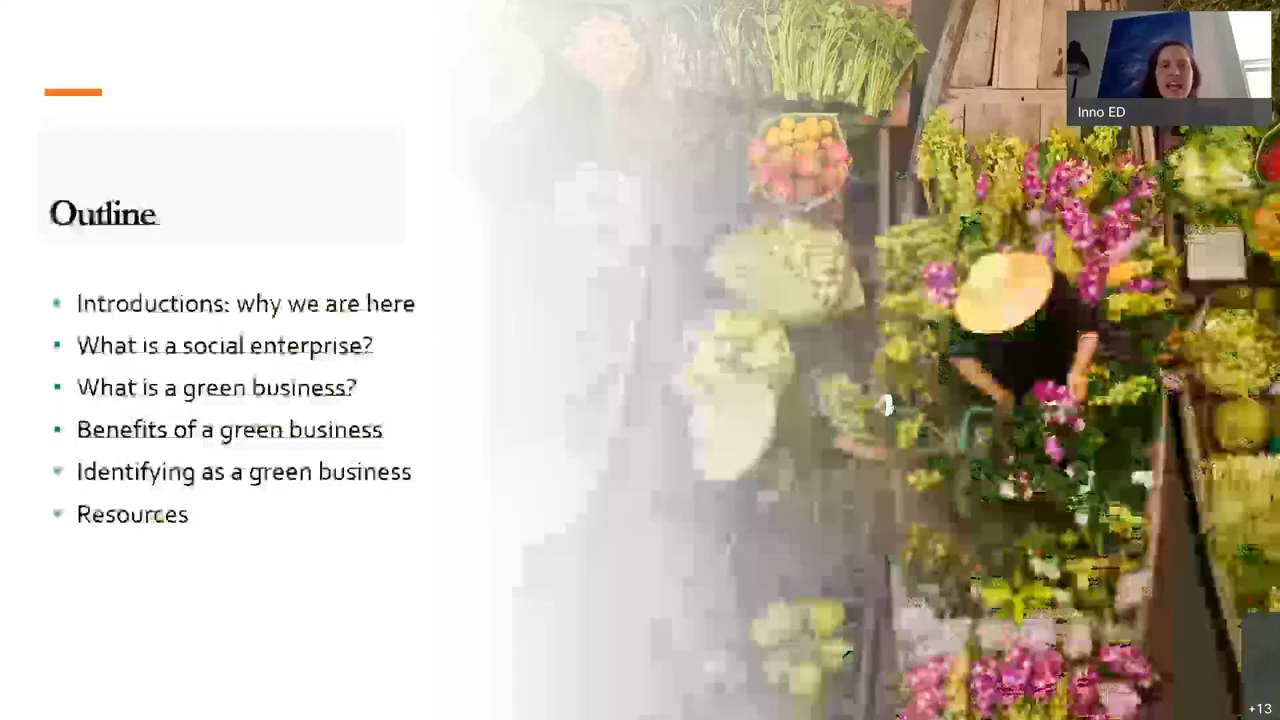 Inno ED
Outline
Introductions: why we are here
What is a social enterprise?
What is a green business?
Benefits of a green business
Identifying as a green business
Resources
+13